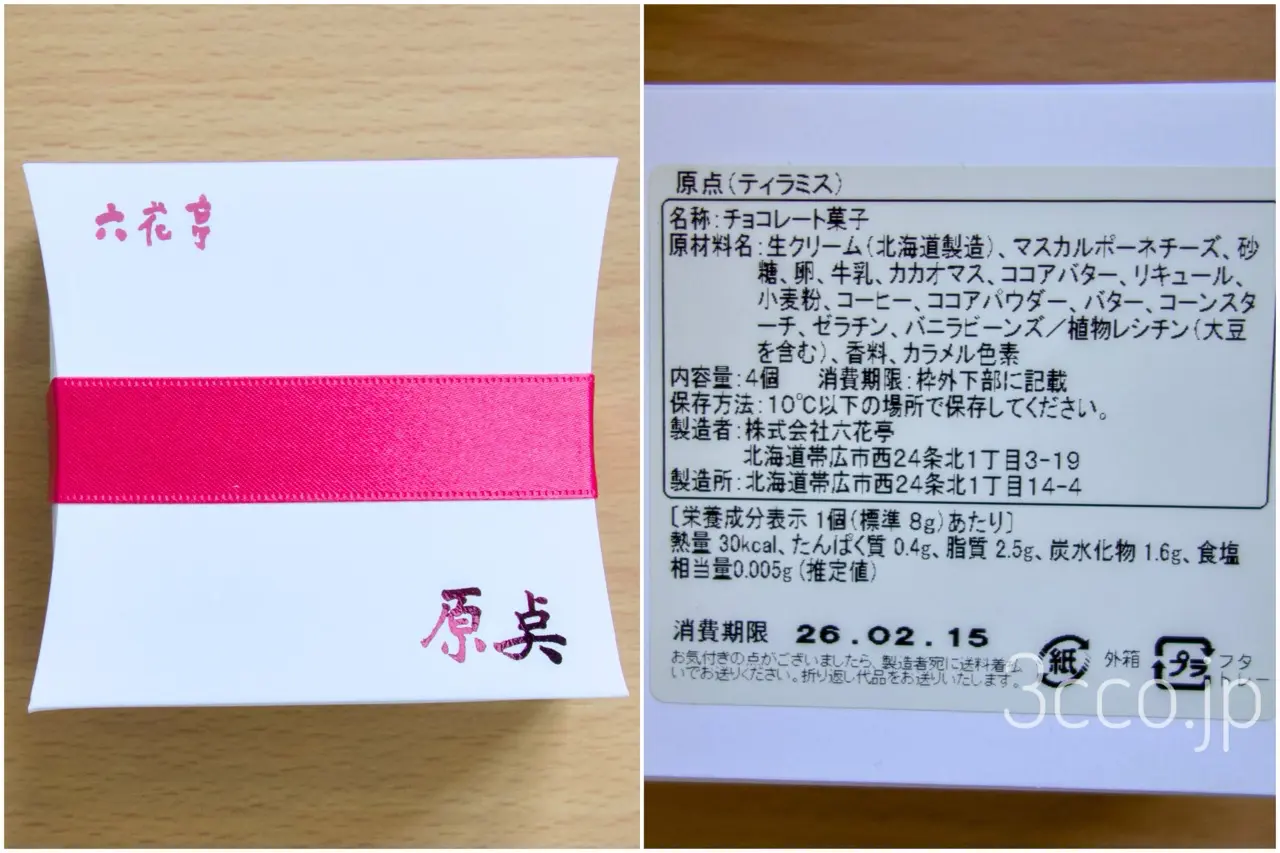 六花亭
原点
原点(ティラミス)
名称:チョコレート菓子
原材料名:生クリーム(北海道製造)、マスカルポーネチーズ、砂
糖、卵、牛乳、カカオマス、ココアバター、リキュール、
小麦粉、コーヒー、ココアパウダー、バター、コーンスタ
ーチ、ゼラチン、バニラビーンズ/植物レシチン(大豆
を含む)、香料、カラメル色素
内容量:4個 消費期限:枠外下部に記載
保存方法:10℃以下の場所で保存してください。
製造者:株式会社六花亭
北海道帯広市西24条北1丁目3-19
製造所:北海道帯広市西24条北1丁目14-4
[栄養成分表示 1個(標準 8g)あたり]
熱量 30kcal、たんぱく質 0.4g、脂質 2.5g、炭水化物 1.6g、食塩
相当量0.005g(推定値)
消費期限 26.02.15
お気付きの点がございましたら、製造者宛に送料着払
いでお送りください。折り返し代品をお送りいたします。
紙 外箱 プラ フタ
トレー
3cco.jp